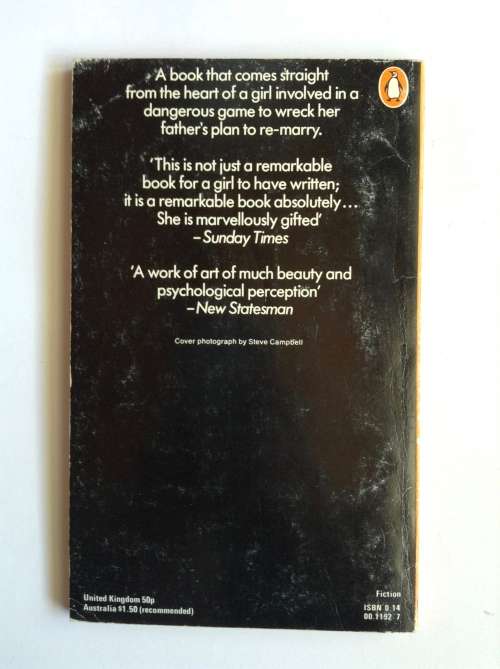 A book that comes straight
from the heart of a girl involved in a
dangerous game to wreck her
father's plan to re-marry.
'This is not just a remarkable
book for a girl to have written;
it is a remarkable book absolutely...
She is marvellously gifted'
– Sunday Times
'A work of art of much beauty and
psychological perception'
– New Statesman
Cover photograph by Steve Campbell
United Kingdom 50p
Australia $1.50 (recommended)
Fiction
ISBN 0 14
00.1192 7